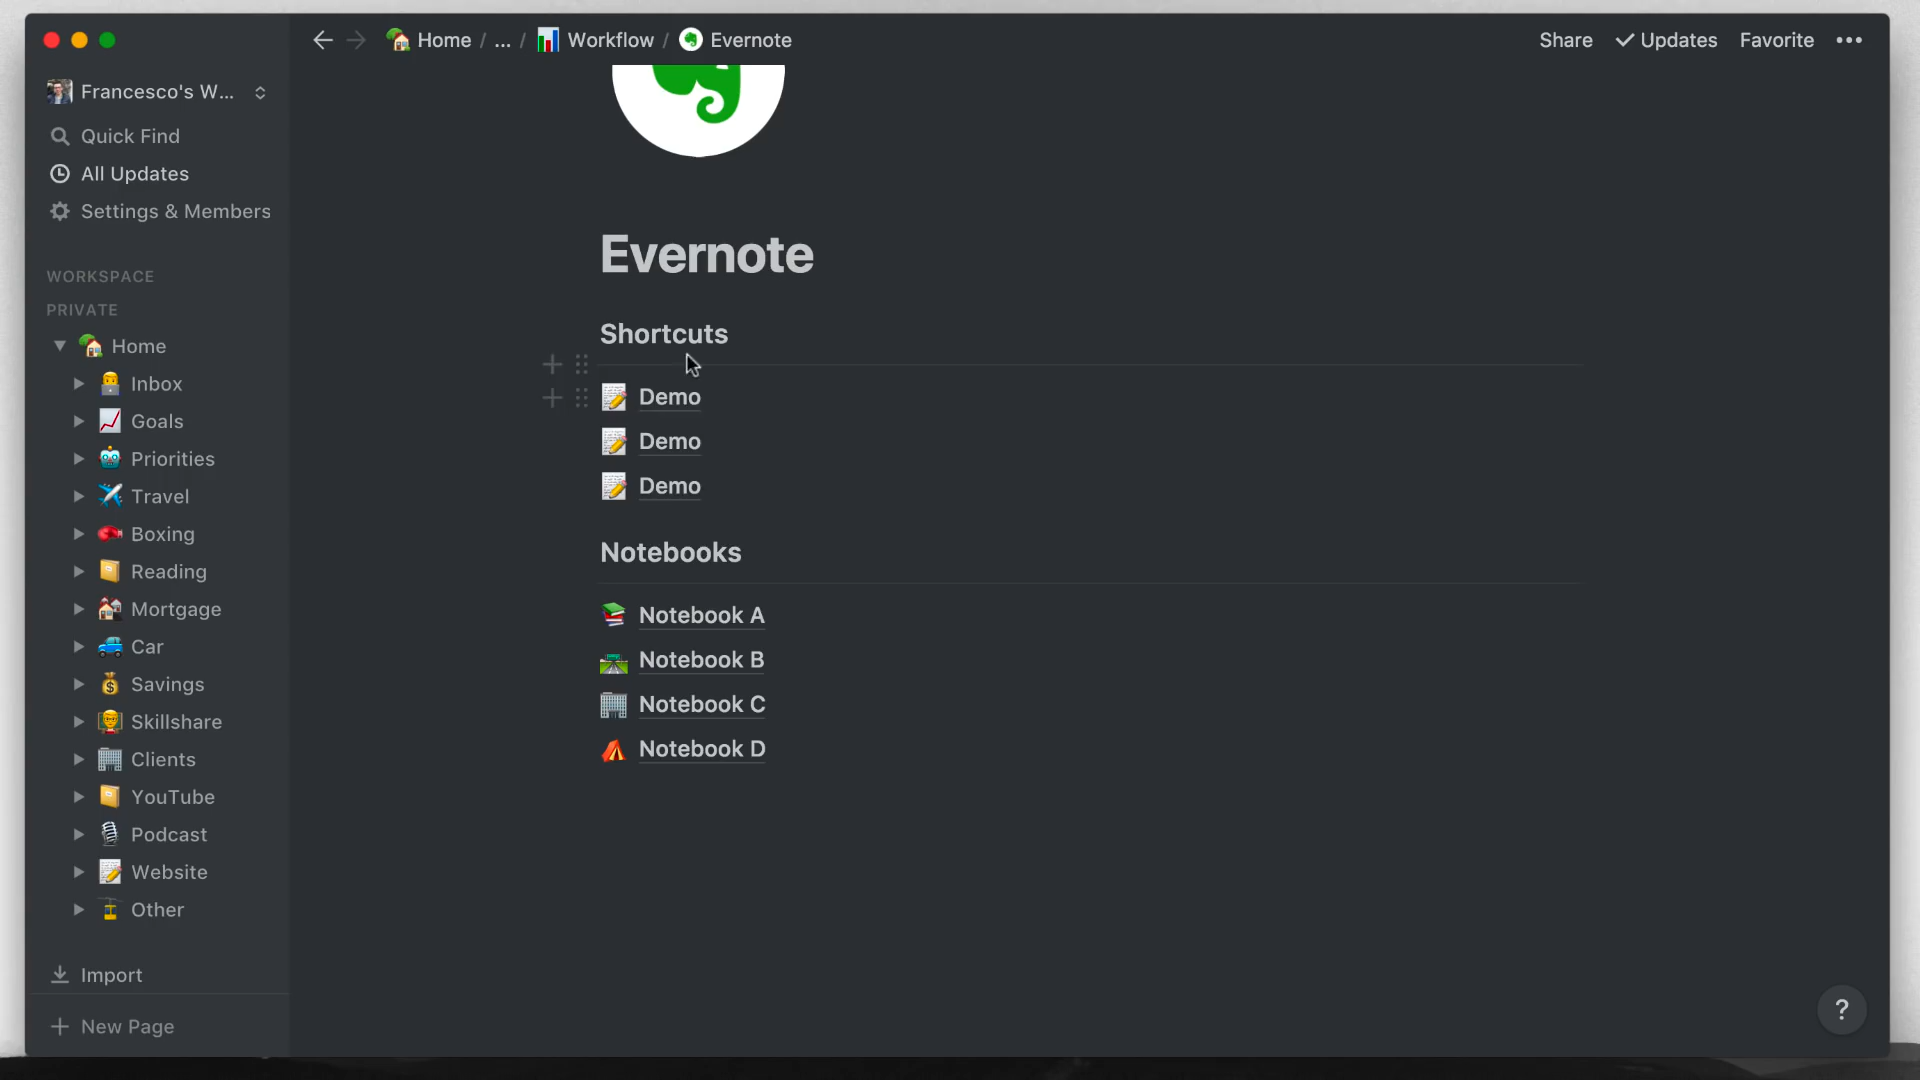 Home / ... / Workflow / Evernote
Share Updates Favorite •••
Francesco's W...
Quick Find
All Updates
Settings & Members
WORKSPACE
PRIVATE
Home
Inbox
Goals
Priorities
Travel
Boxing
Reading
Mortgage
Car
Savings
Skillshare
Clients
YouTube
Podcast
Website
Other
Import
New Page
Evernote
Shortcuts
Demo
Demo
Demo
Notebooks
Notebook A
Notebook B
Notebook C
Notebook D
?